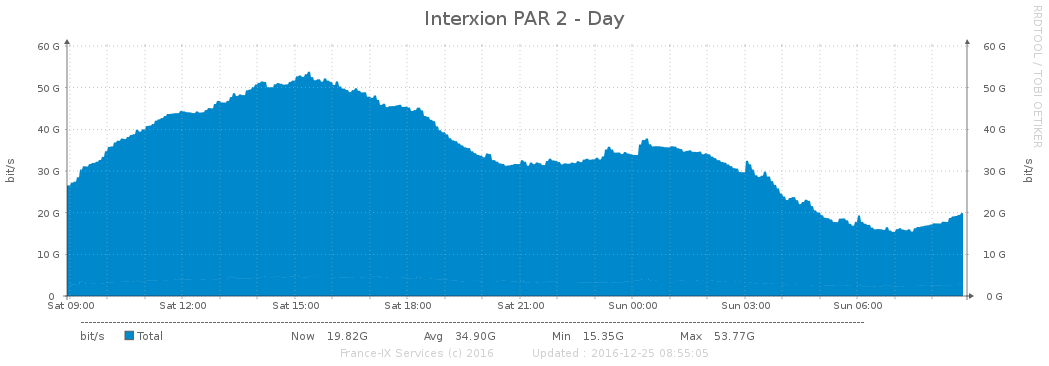 Interxion PAR 2 - Day
RRDTOOL / TOBI OETIKER
60 G 60 G
50 G 50 G
40 G 40 G
bit/s 30 G 30 G bit/s
20 G 20 G
10 G 10 G
0 0 G
Sat 09:00 Sat 12:00 Sat 15:00 Sat 18:00 Sat 21:00 Sun 00:00 Sun 03:00 Sun 06:00
bit/s Total Now 19.82G Avg 34.90G Min 15.35G Max 53.77G
France-IX Services (c) 2016 Updated : 2016-12-25 08:55:05